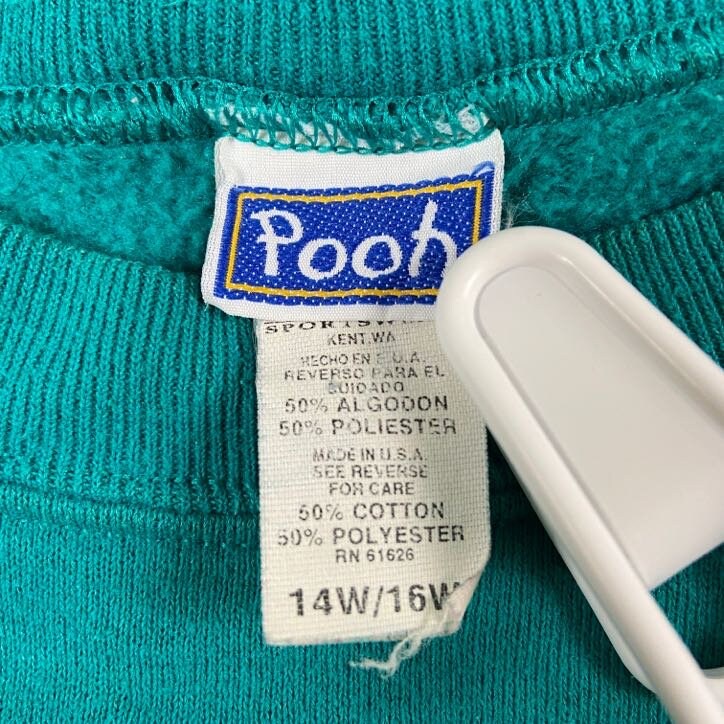 Pooh
KENT, WA
HECHO EN E.U.A.
REVERSO PARA EL
CUIDADO
50% ALGODON
50% POLIESTER
MADE IN U.S.A.
SEE REVERSE
FOR CARE
50% COTTON
50% POLYESTER
RN 61626
14W/16W